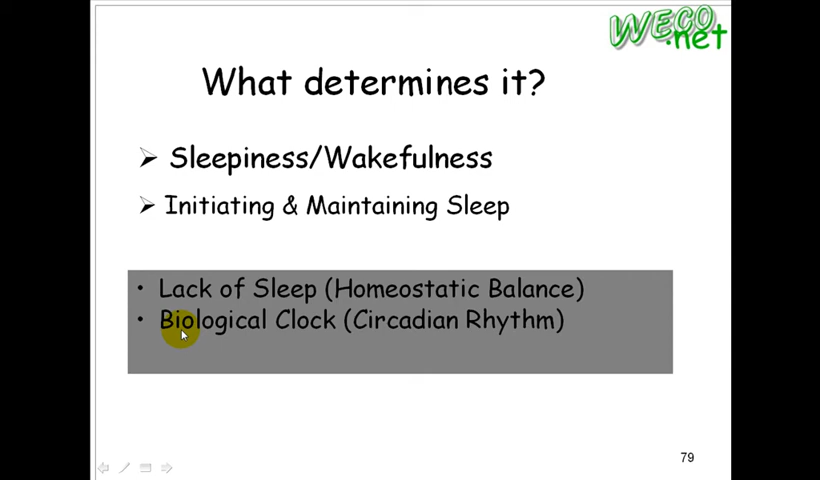 WECO
.net
What determines it?
➢ Sleepiness/Wakefulness
➢ Initiating & Maintaining Sleep
• Lack of Sleep (Homeostatic Balance)
• Biological Clock (Circadian Rhythm)
79